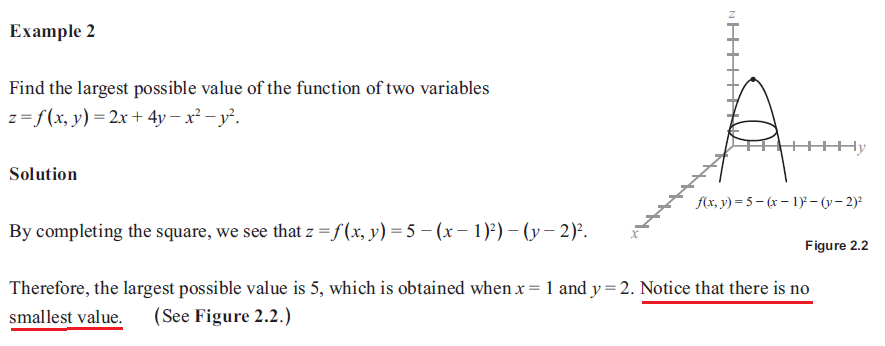 Example 2
Find the largest possible value of the function of two variables
z = f(x, y) = 2x + 4y – x² – y².
Solution
By completing the square, we see that z = f(x, y) = 5 – (x – 1)²) – (y – 2)².
Therefore, the largest possible value is 5, which is obtained when x = 1 and y = 2. Notice that there is no
smallest value. (See Figure 2.2.)
z
y
x
f(x, y) = 5 – (x – 1)² – (y – 2)²
Figure 2.2